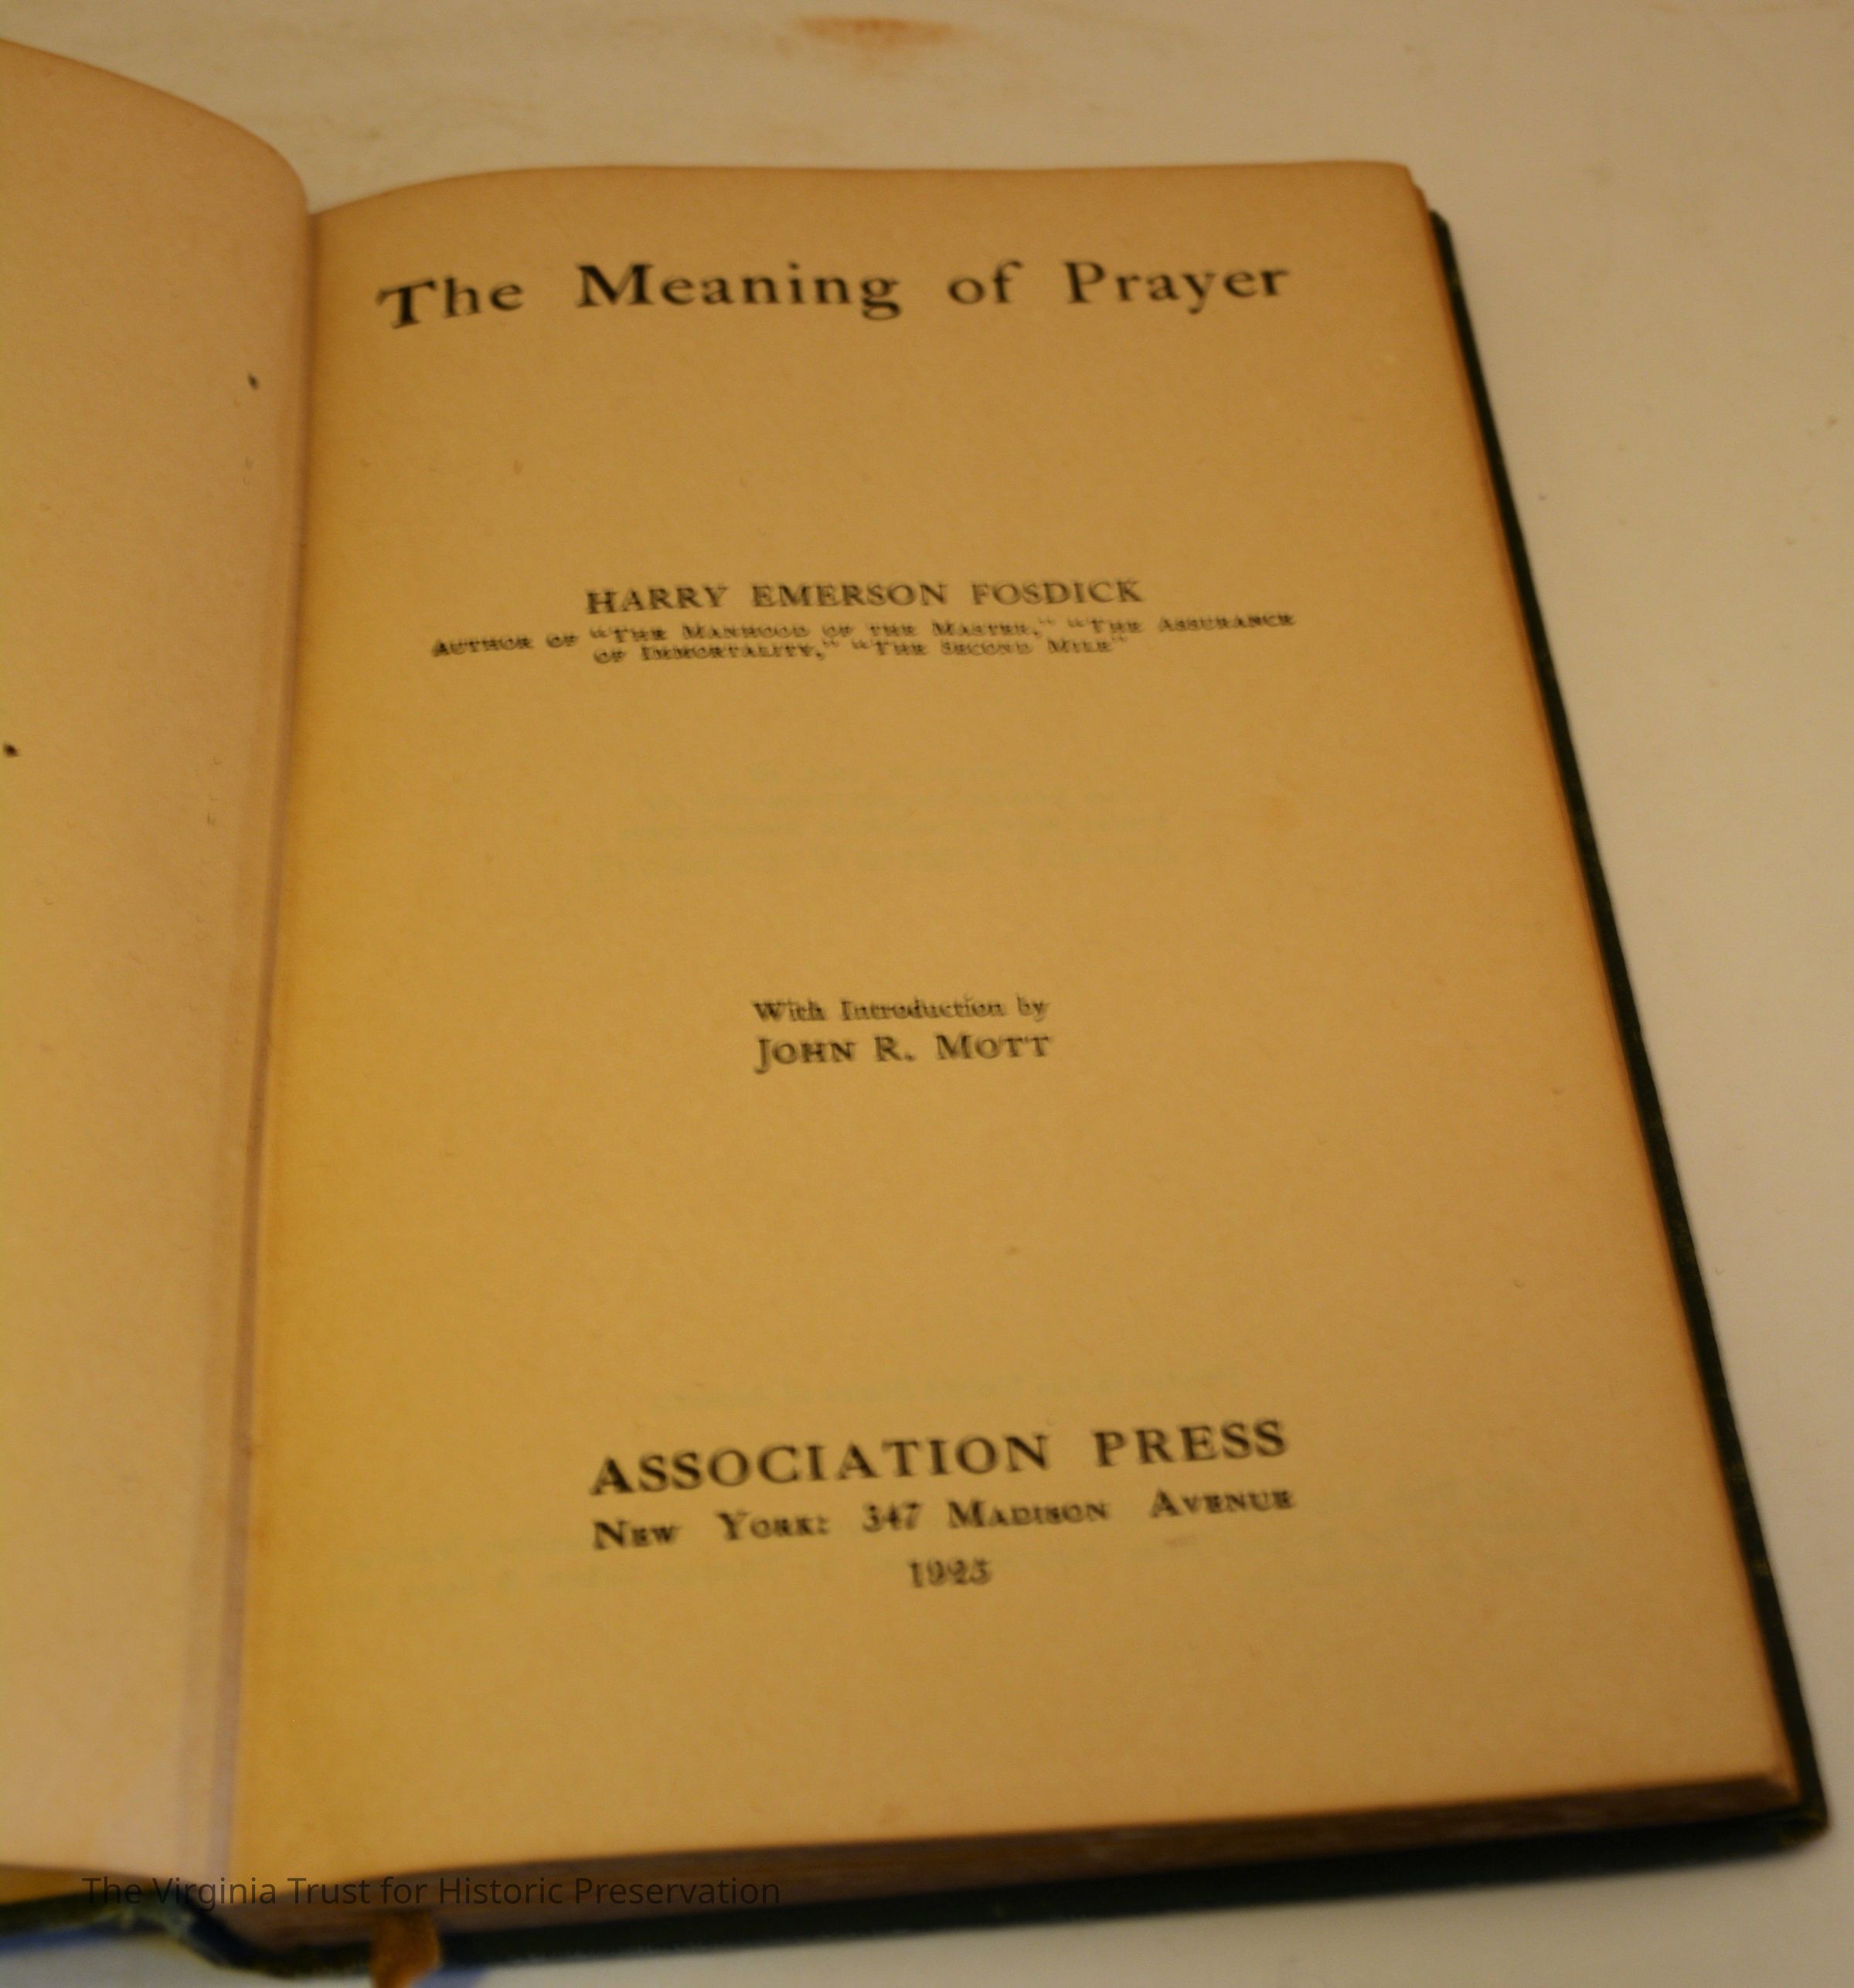 The Meaning of Prayer
HARRY EMERSON FOSDICK
AUTHOR OF "THE MANHOOD OF THE MASTER," "THE ASSURANCE
OF IMMORTALITY," "THE SECOND MILE"
With Introduction by
JOHN R. MOTT
ASSOCIATION PRESS
NEW YORK: 347 MADISON AVENUE
The Virginia Trust for Historic Preservation